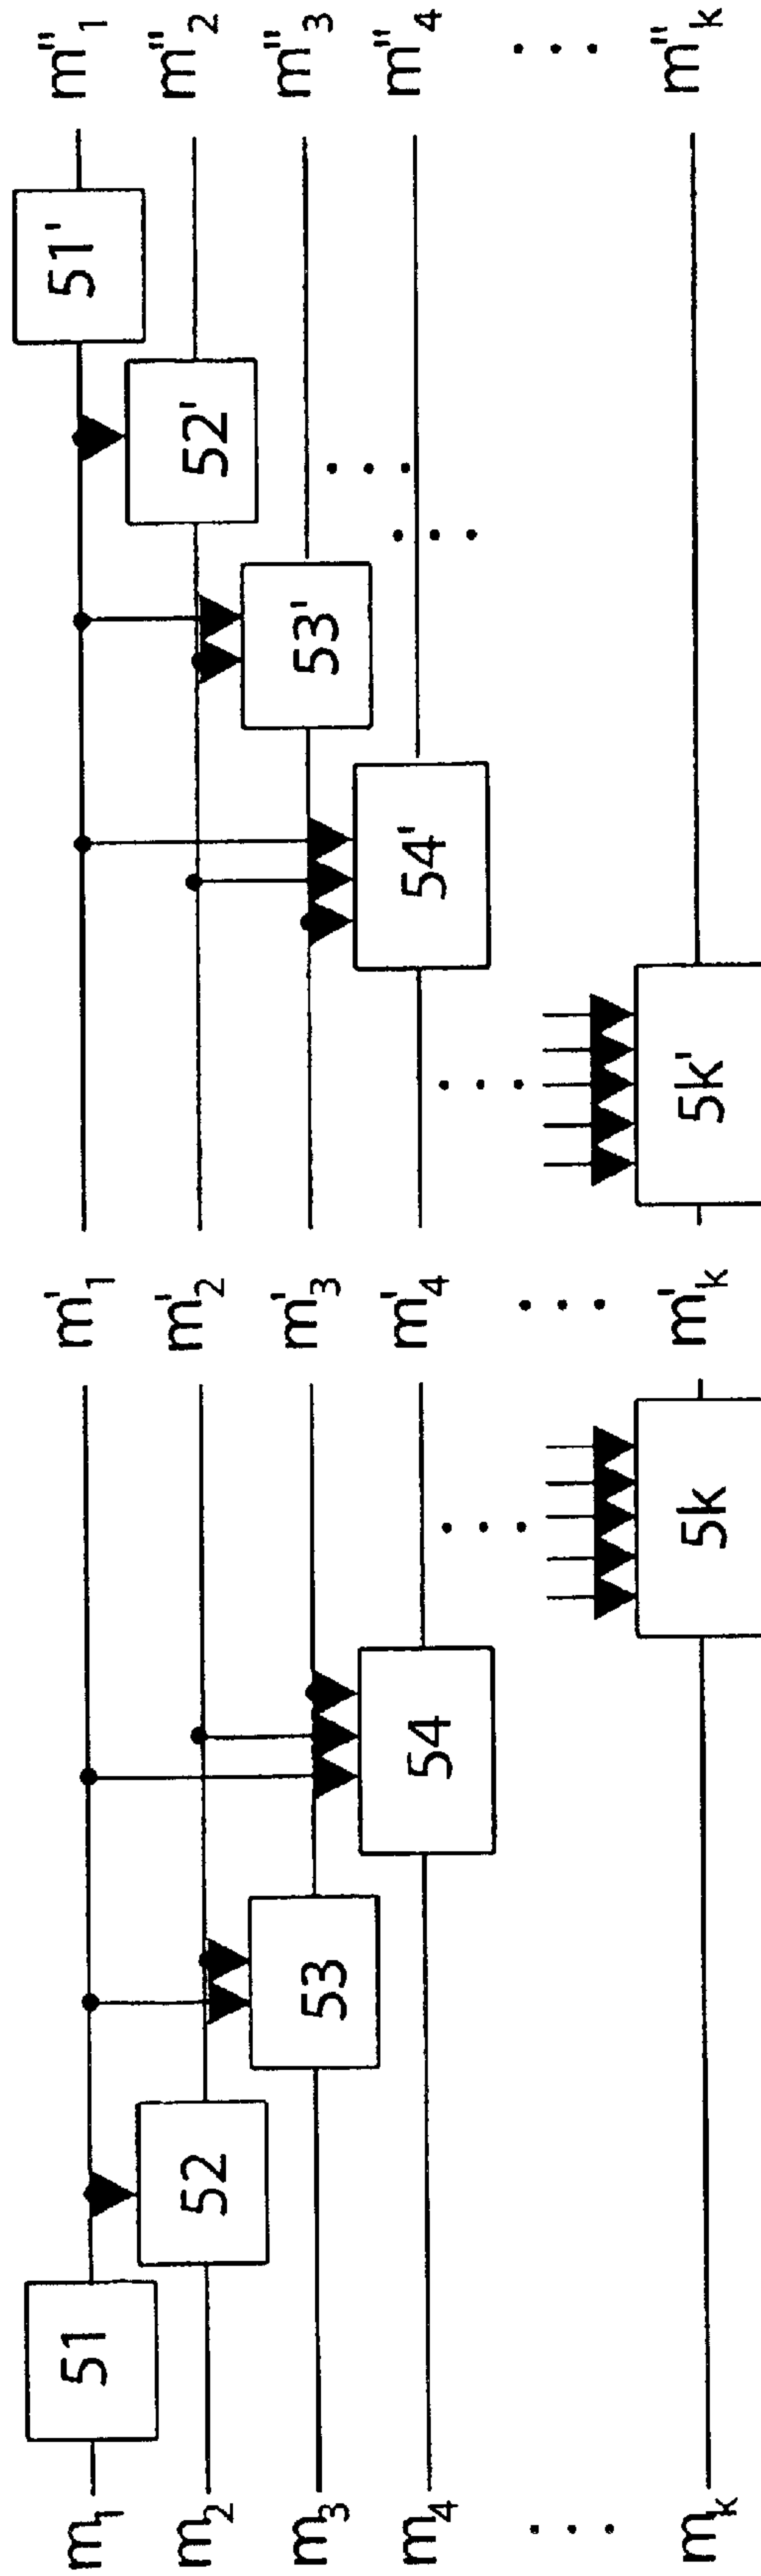 m₁ 51 m'₁ 51' m"₁
m₂ 52 m'₂ 52' m"₂
m₃ 53 m'₃ 53' m"₃
m₄ 54 m'₄ 54' m"₄
mₖ 5k m'ₖ 5k' m"ₖ